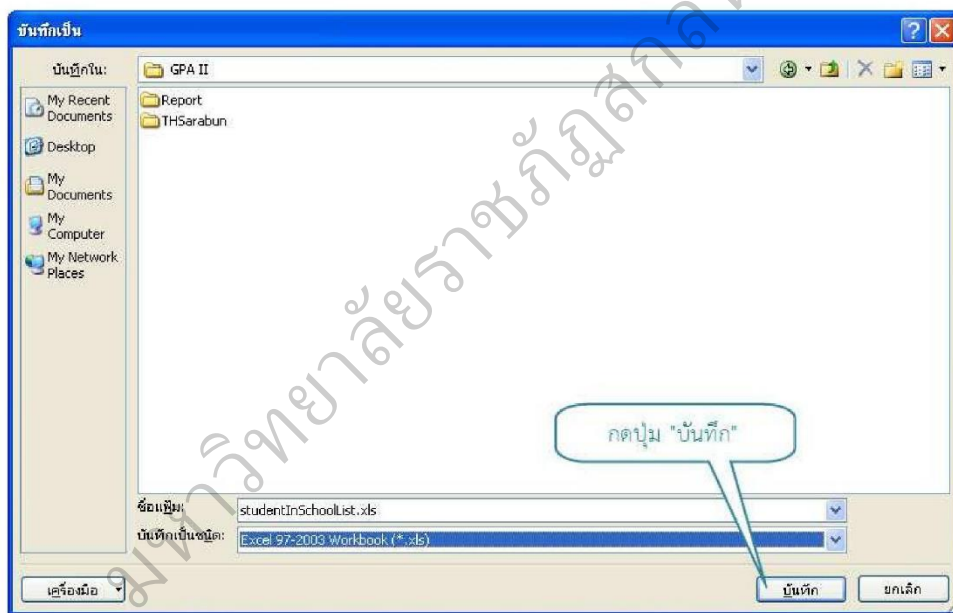 บันทึกเป็น
บันทึกใน:
GPA II
My Recent
Documents
Desktop
My
Documents
My
Computer
My Network
Places
Report
THSarabun
กดปุ่ม "บันทึก"
ชื่อแฟ้ม:
studentInSchoolList.xls
บันทึกเป็นชนิด:
Excel 97-2003 Workbook (*.xls)
เครื่องมือ
บันทึก
ยกเลิก
มหาวิทยาลัยราชภัฏสกล